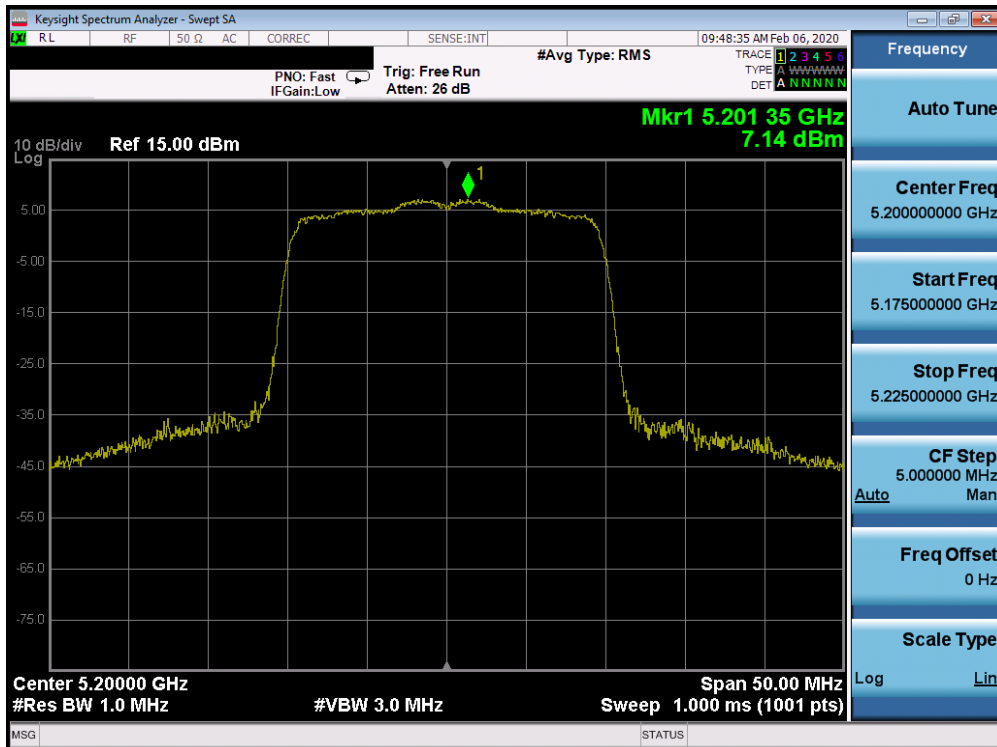 Keysight Spectrum Analyzer - Swept SA
LXI RL RF 50 Ω AC CORREC SENSE:INT 09:48:35 AM Feb 06, 2020
#Avg Type: RMS
TRACE 1 2 3 4 5 6
TYPE A WWWWW
DET A N N N N N
PNO: Fast Trig: Free Run
IFGain:Low Atten: 26 dB
Mkr1 5.201 35 GHz
7.14 dBm
10 dB/div Ref 15.00 dBm
Log
1
5.00
-5.00
-15.0
-25.0
-35.0
-45.0
-55.0
-65.0
-75.0
Center 5.20000 GHz Span 50.00 MHz
#Res BW 1.0 MHz #VBW 3.0 MHz Sweep 1.000 ms (1001 pts)
MSG STATUS
Frequency
Auto Tune
Center Freq
5.200000000 GHz
Start Freq
5.175000000 GHz
Stop Freq
5.225000000 GHz
CF Step
5.000000 MHz
Auto Man
Freq Offset
0 Hz
Scale Type
Log Lin